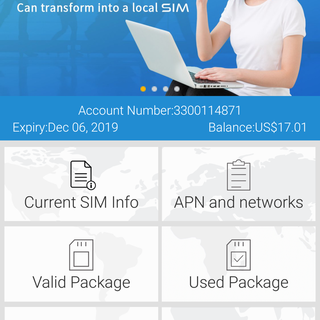 Can transform into a local SIM
Account Number:3300114871
Expiry:Dec 06, 2019 Balance:US$17.01
Current SIM Info APN and networks
Valid Package Used Package